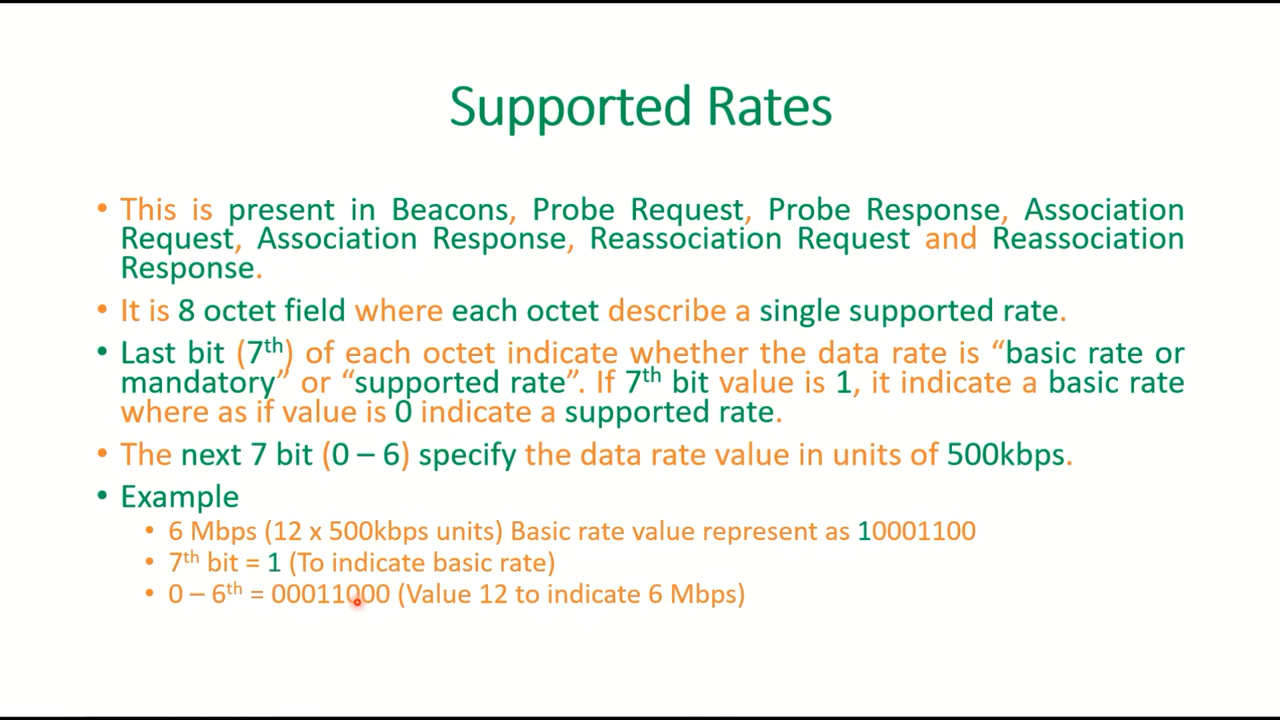 Supported Rates
• This is present in Beacons, Probe Request, Probe Response, Association
Request, Association Response, Reassociation Request and Reassociation
Response.
• It is 8 octet field where each octet describe a single supported rate.
• Last bit (7th) of each octet indicate whether the data rate is “basic rate or
mandatory” or “supported rate”. If 7th bit value is 1, it indicate a basic rate
where as if value is 0 indicate a supported rate.
• The next 7 bit (0 – 6) specify the data rate value in units of 500kbps.
• Example
• 6 Mbps (12 x 500kbps units) Basic rate value represent as 10001100
• 7th bit = 1 (To indicate basic rate)
• 0 – 6th = 00011000 (Value 12 to indicate 6 Mbps)